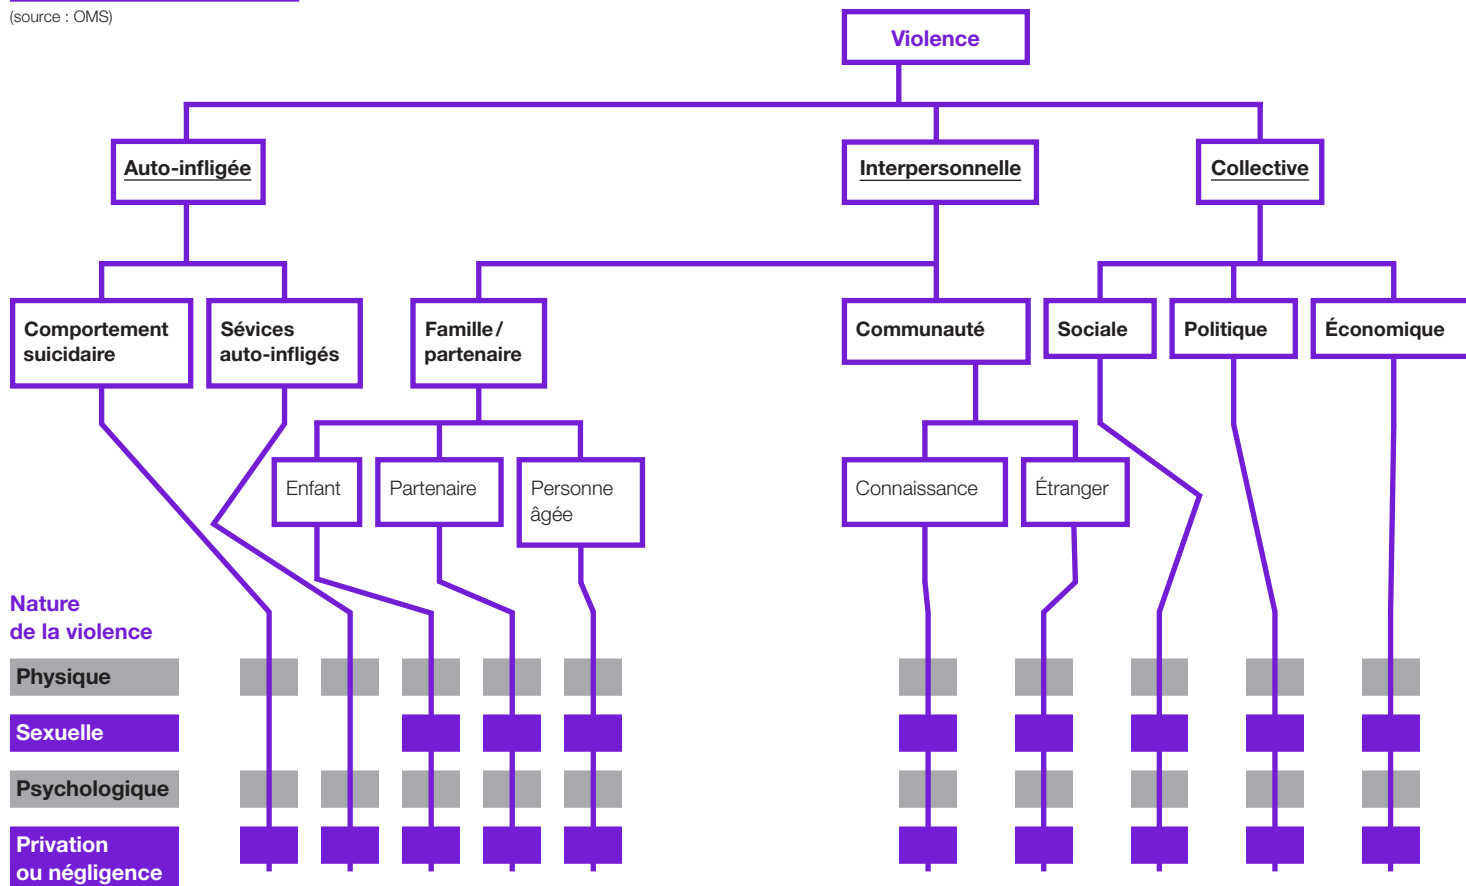 (source : OMS)
Violence
Auto-infligée
Interpersonnelle
Collective
Comportement
suicidaire
Sévices
auto-infligés
Famille /
partenaire
Communauté
Sociale
Politique
Économique
Enfant
Partenaire
Personne
âgée
Connaissance
Étranger
Nature
de la violence
Physique
Sexuelle
Psychologique
Privation
ou négligence